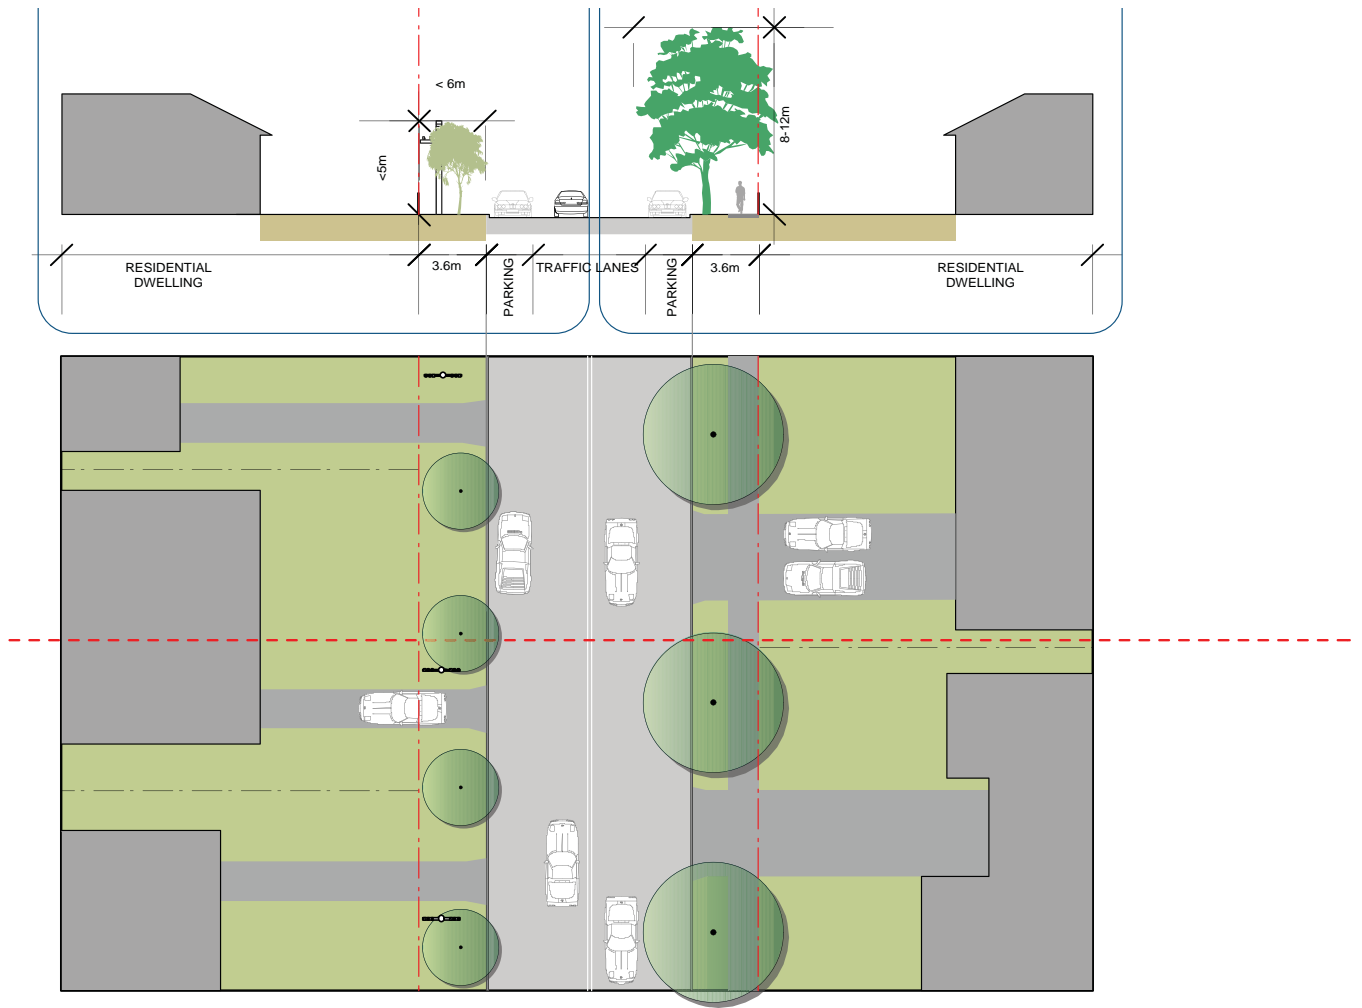 < 6m
<5m
8-12m
RESIDENTIAL
DWELLING
3.6m
PARKING
TRAFFIC LANES
PARKING
3.6m
RESIDENTIAL
DWELLING